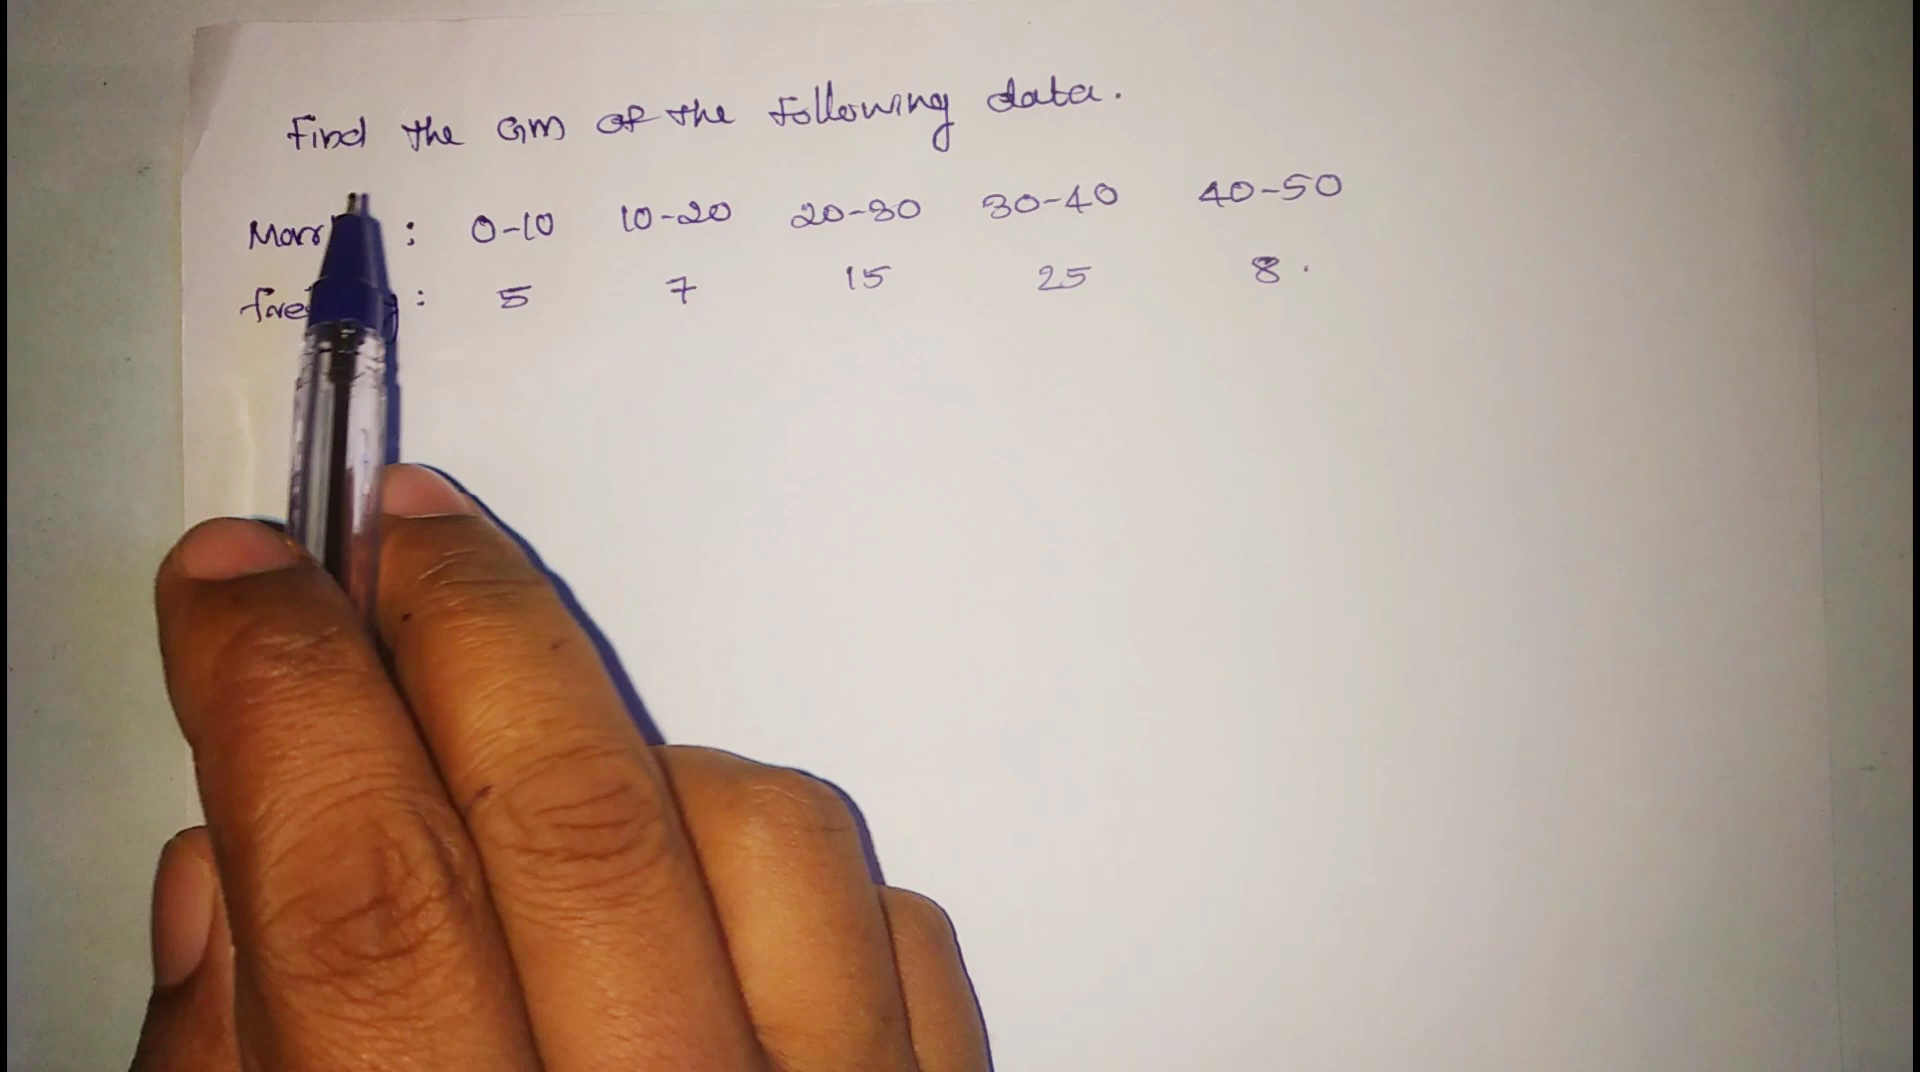 Find the GM of the following data.
: 0-10 10-20 20-30 30-40 40-50
: 5 7 15 25 8.